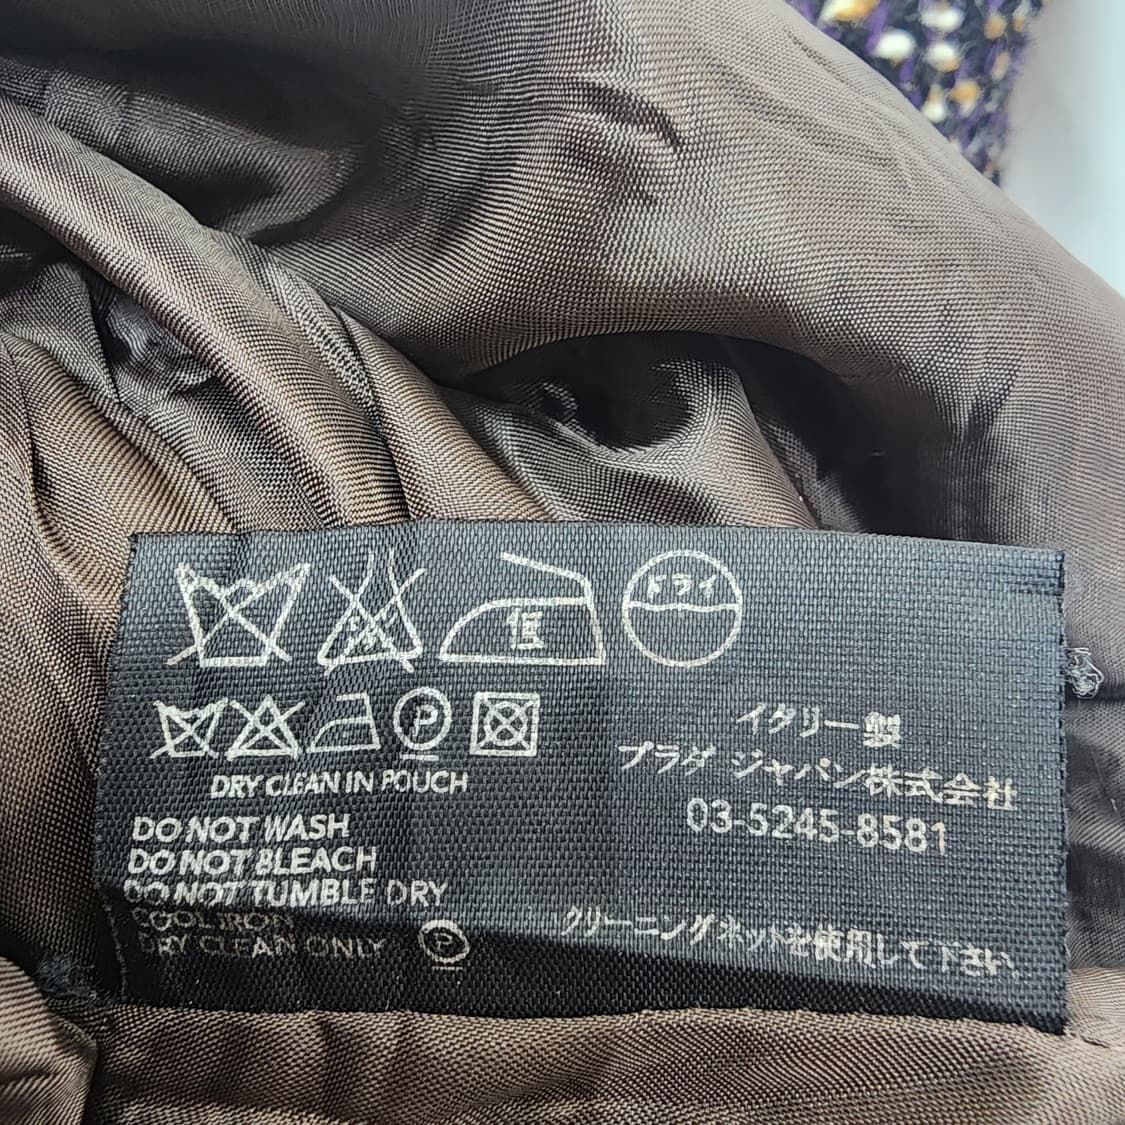 ドライ
低
P
DRY CLEAN IN POUCH
DO NOT WASH
DO NOT BLEACH
DO NOT TUMBLE DRY
COOL IRON
DRY CLEAN ONLY P
イタリー製
プラダ ジャパン株式会社
03-5245-8581
クリーニングネットを使用して下さい